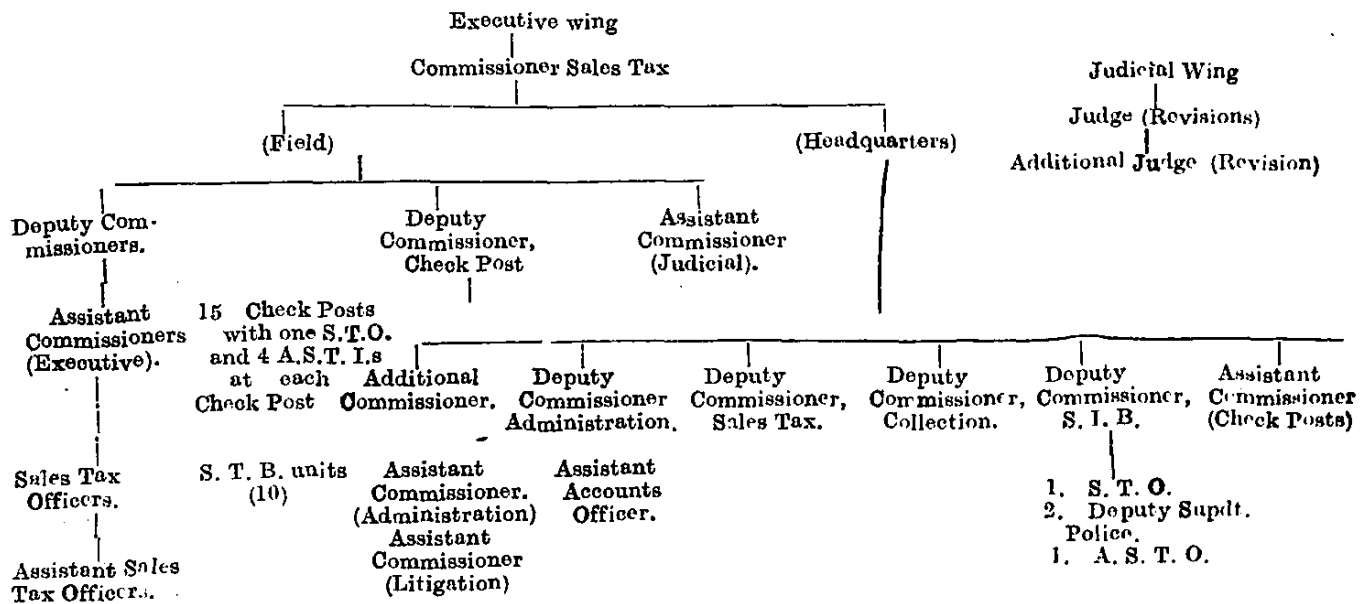 Executive wing
Commissioner Sales Tax
Judicial Wing
Judge (Revisions)
Additional Judge (Revision)
(Field)
(Headquarters)
Deputy Com-
missioners.
Deputy
Commissioner,
Check Post
Assistant
Commissioner
(Judicial).
Assistant
Commissioners
(Executive).
15 Check Posts
with one S.T.O.
and 4 A.S.T. I.s
at each
Check Post
Additional
Commissioner.
Deputy
Commissioner
Administration.
Deputy
Commissioner,
Sales Tax.
Deputy
Commissioner,
Collection.
Deputy
Commissioner,
S. I. B.
Assistant
Commissioner
(Check Posts)
Sales Tax
Officers.
S. T. B. units
(10)
Assistant
Commissioner.
(Administration)
Assistant
Commissioner
(Litigation)
Assistant
Accounts
Officer.
1. S. T. O.
2. Deputy Supdt.
Police.
1. A. S. T. O.
Assistant Sales
Tax Officers.